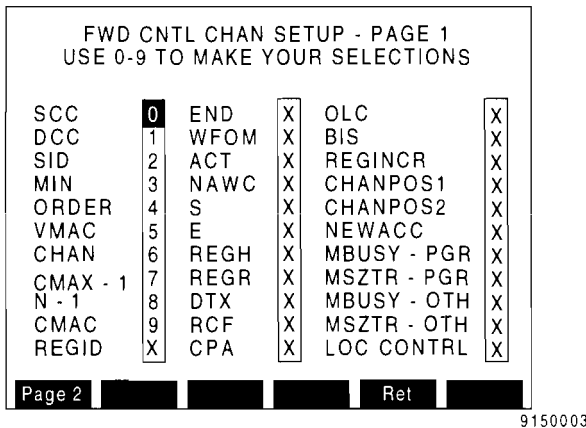 FWD CNTL CHAN SETUP - PAGE 1
USE 0-9 TO MAKE YOUR SELECTIONS
SCC 0 END X OLC X
DCC 1 WFOM X BIS X
SID 2 ACT X REGINCR X
MIN 3 NAWC X CHANPOS1 X
ORDER 4 S X CHANPOS2 X
VMAC 5 E X NEWACC X
CHAN 6 REGH X MBUSY - PGR X
CMAX - 1 7 REGR X MSZTR - PGR X
N - 1 8 DTX X MBUSY - OTH X
CMAC 9 RCF X MSZTR - OTH X
REGID X CPA X LOC CONTRL X
Page 2 Ret
9150003